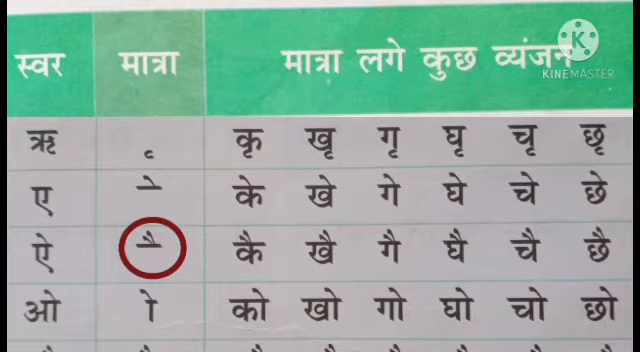 स्वर मात्रा मात्रा लगे कुछ व्यंजन
KINEMASTER
ऋ ृ कृ खृ गृ घृ चृ छृ
ए े के खे गे घे चे छे
ऐ ै कै खै गै घै चै छै
ओ ो को खो गो घो चो छो